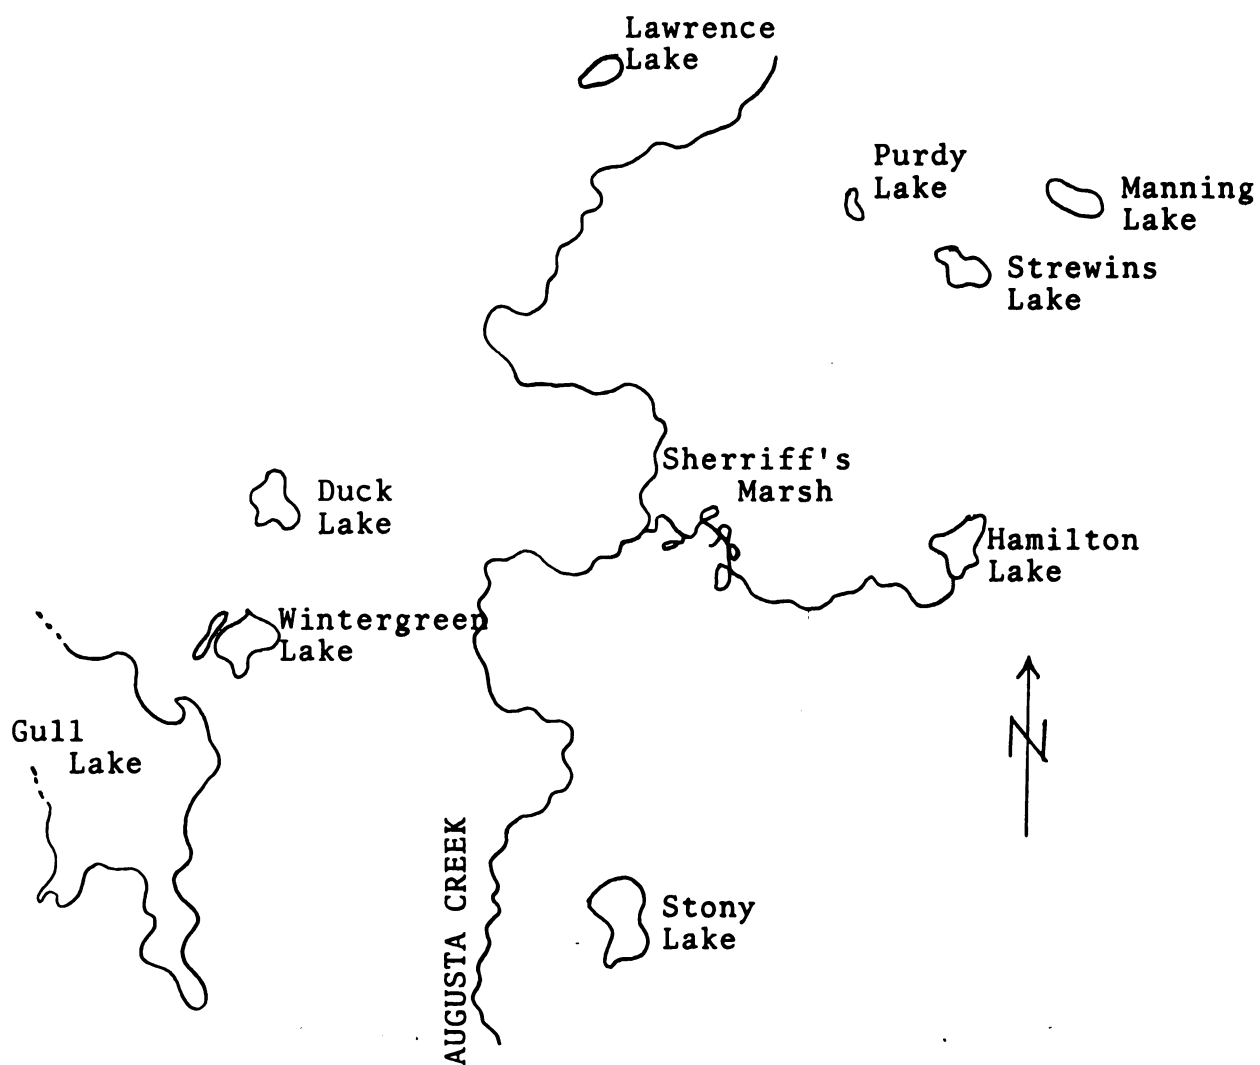 Lawrence
Lake
Purdy
Lake
Manning
Lake
Strewins
Lake
Sherriff's
Marsh
Duck
Lake
Hamilton
Lake
Wintergreen
Lake
Gull
Lake
N
AUGUSTA CREEK
Stony
Lake